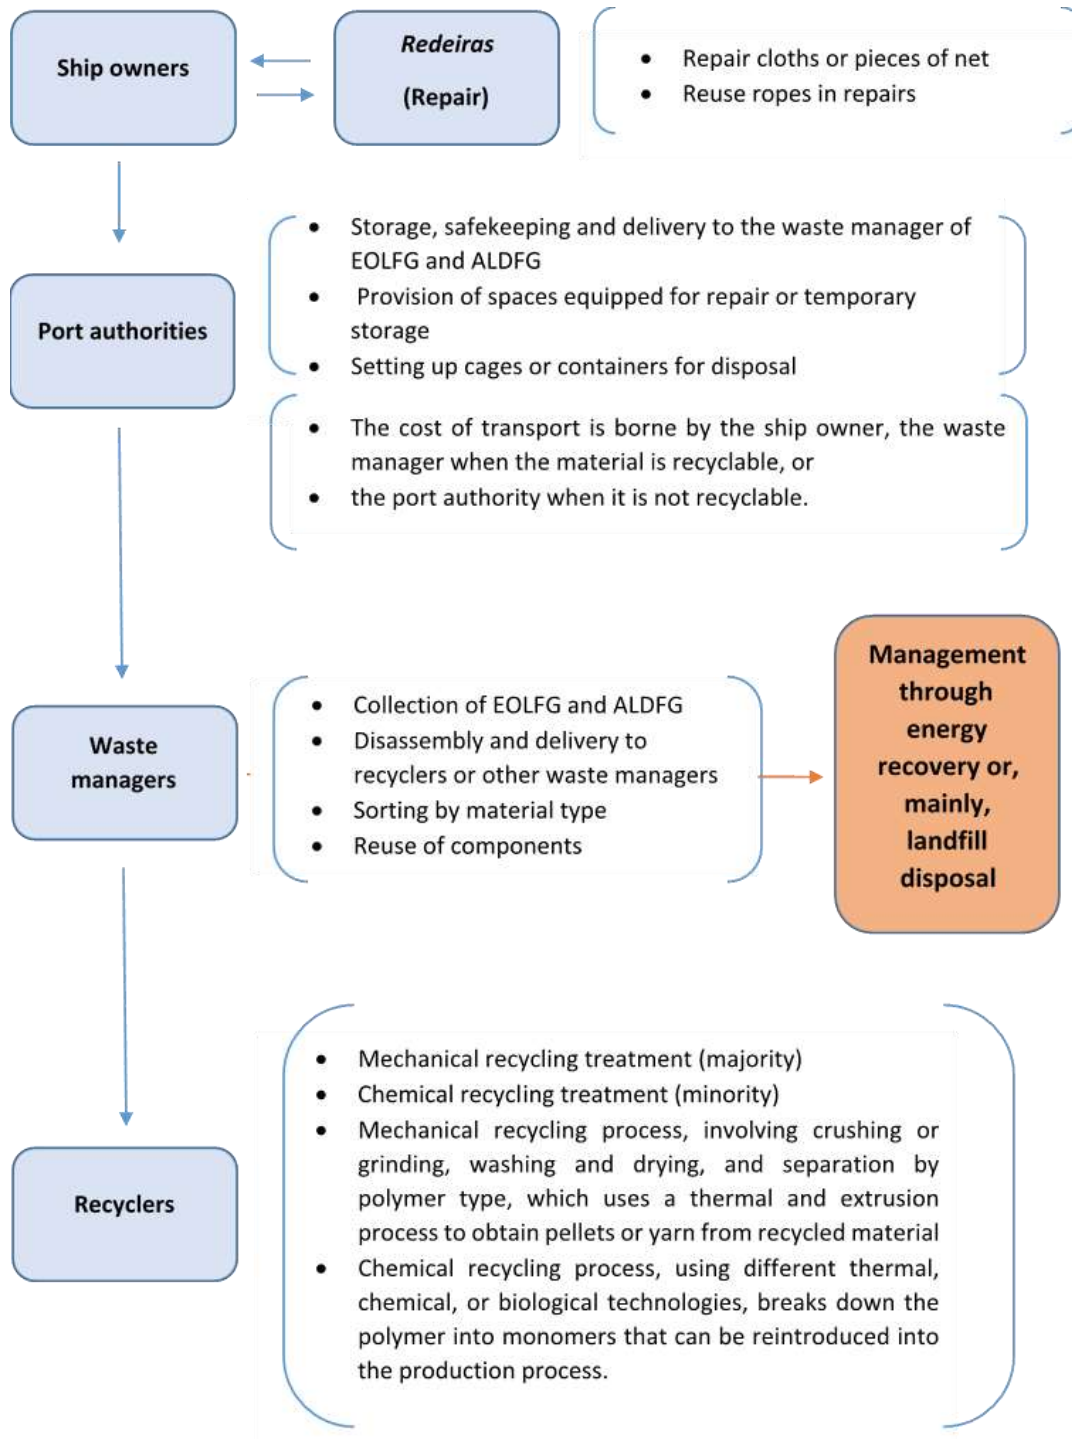 Ship owners
Redeiras
(Repair)
• Repair cloths or pieces of net
• Reuse ropes in repairs
Port authorities
• Storage, safekeeping and delivery to the waste manager of
EOLFG and ALDFG
• Provision of spaces equipped for repair or temporary
storage
• Setting up cages or containers for disposal
• The cost of transport is borne by the ship owner, the waste
manager when the material is recyclable, or
• the port authority when it is not recyclable.
Waste
managers
• Collection of EOLFG and ALDFG
• Disassembly and delivery to
recyclers or other waste managers
• Sorting by material type
• Reuse of components
Management
through
energy
recovery or,
mainly,
landfill
disposal
Recyclers
• Mechanical recycling treatment (majority)
• Chemical recycling treatment (minority)
• Mechanical recycling process, involving crushing or
grinding, washing and drying, and separation by
polymer type, which uses a thermal and extrusion
process to obtain pellets or yarn from recycled material
• Chemical recycling process, using different thermal,
chemical, or biological technologies, breaks down the
polymer into monomers that can be reintroduced into
the production process.